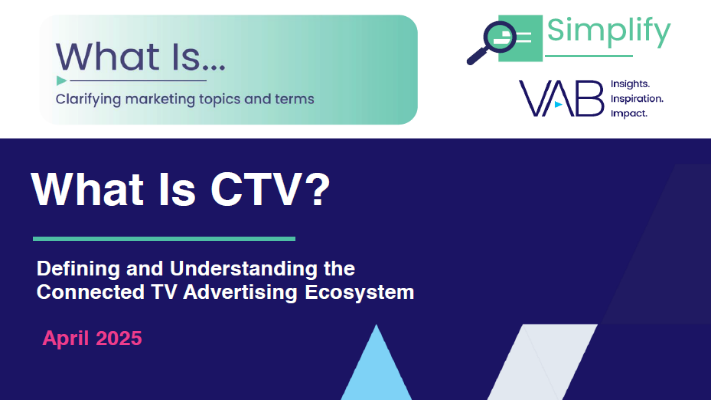 What Is...
Clarifying marketing topics and terms
Simplify
VAB
Insights.
Inspiration.
Impact.
What Is CTV?
Defining and Understanding the
Connected TV Advertising Ecosystem
April 2025